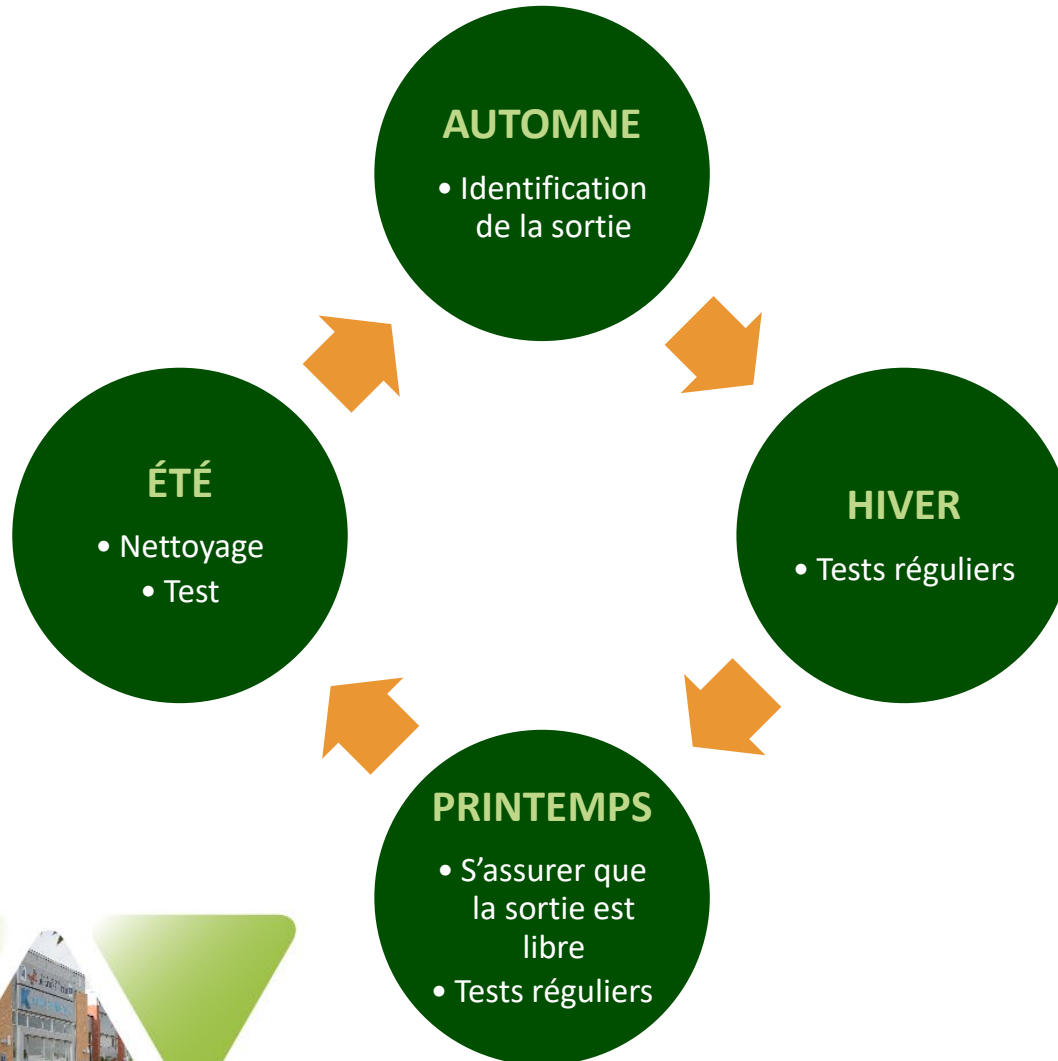 AUTOMNE
• Identification
de la sortie
HIVER
• Tests réguliers
PRINTEMPS
• S’assurer que
la sortie est
libre
• Tests réguliers
ÉTÉ
• Nettoyage
• Test